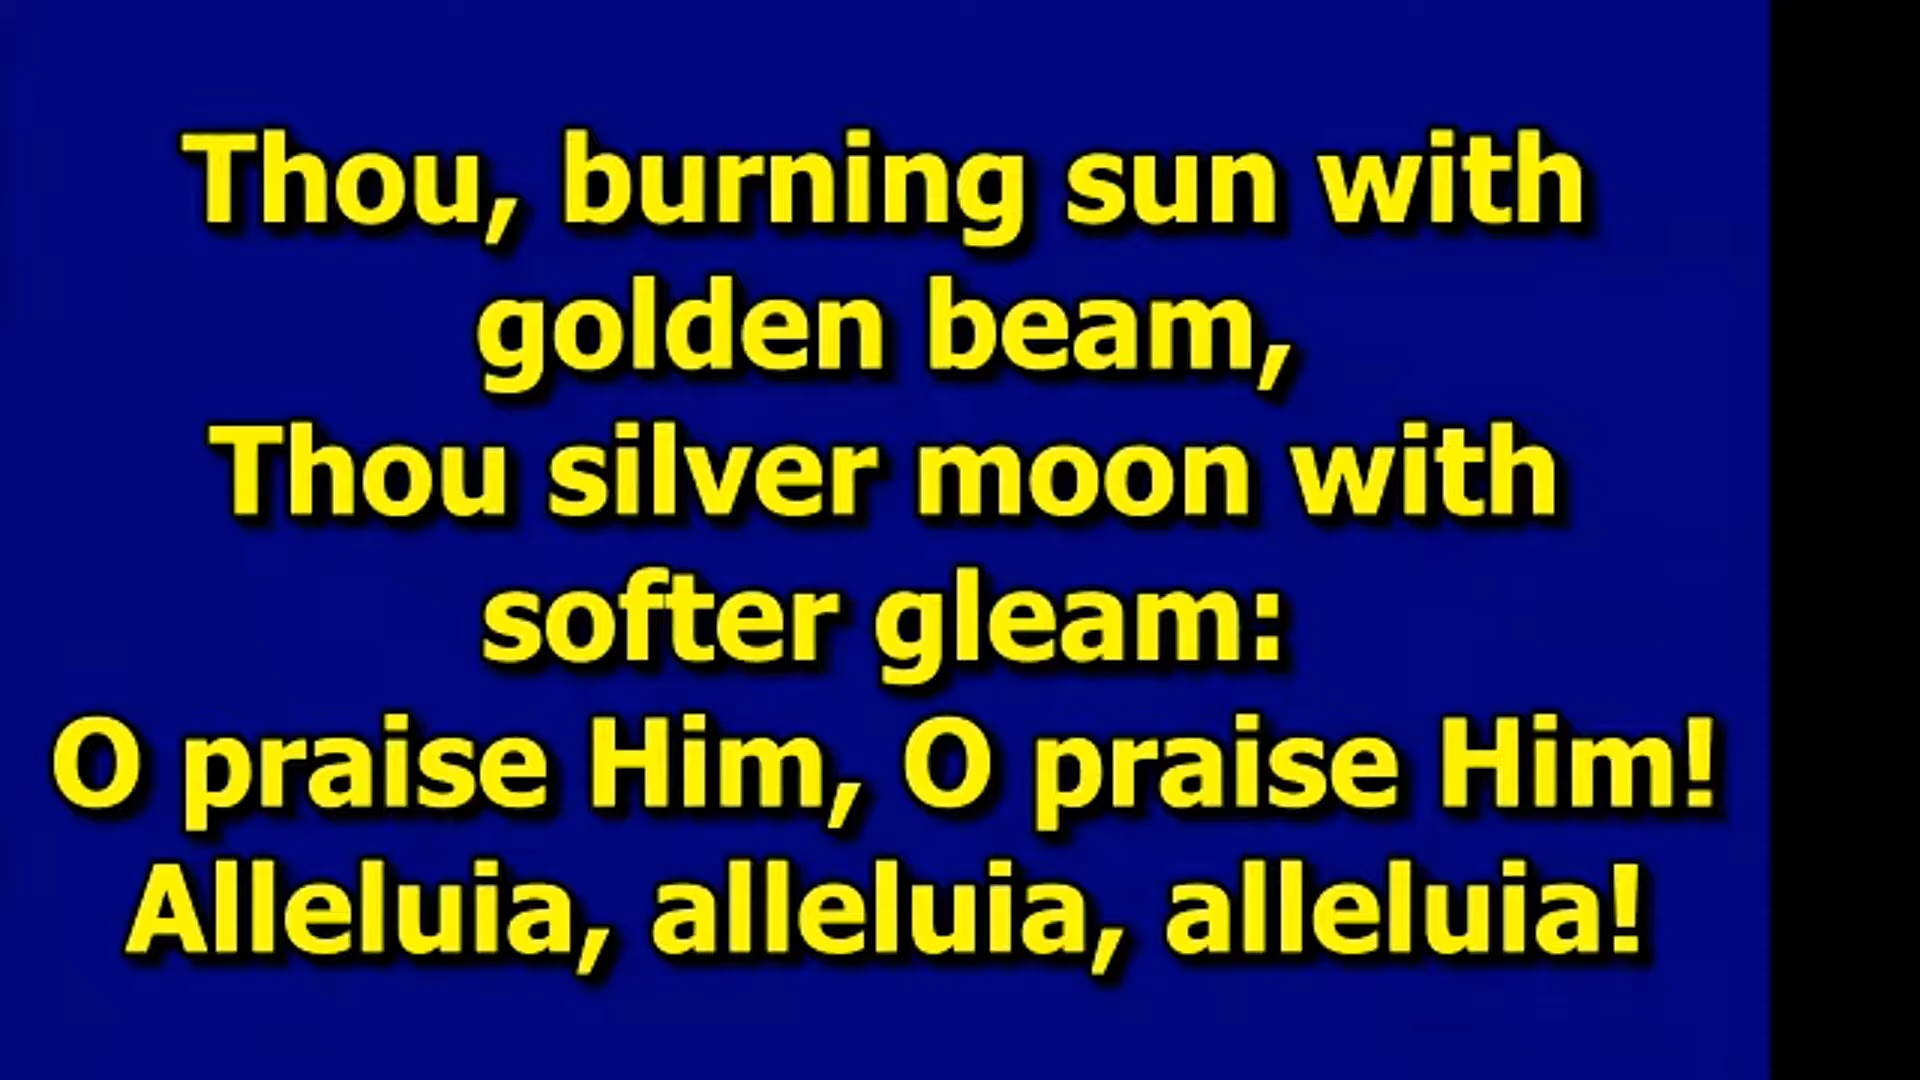 Thou, burning sun with
golden beam,
Thou silver moon with
softer gleam:
O praise Him, O praise Him!
Alleluia, alleluia, alleluia!